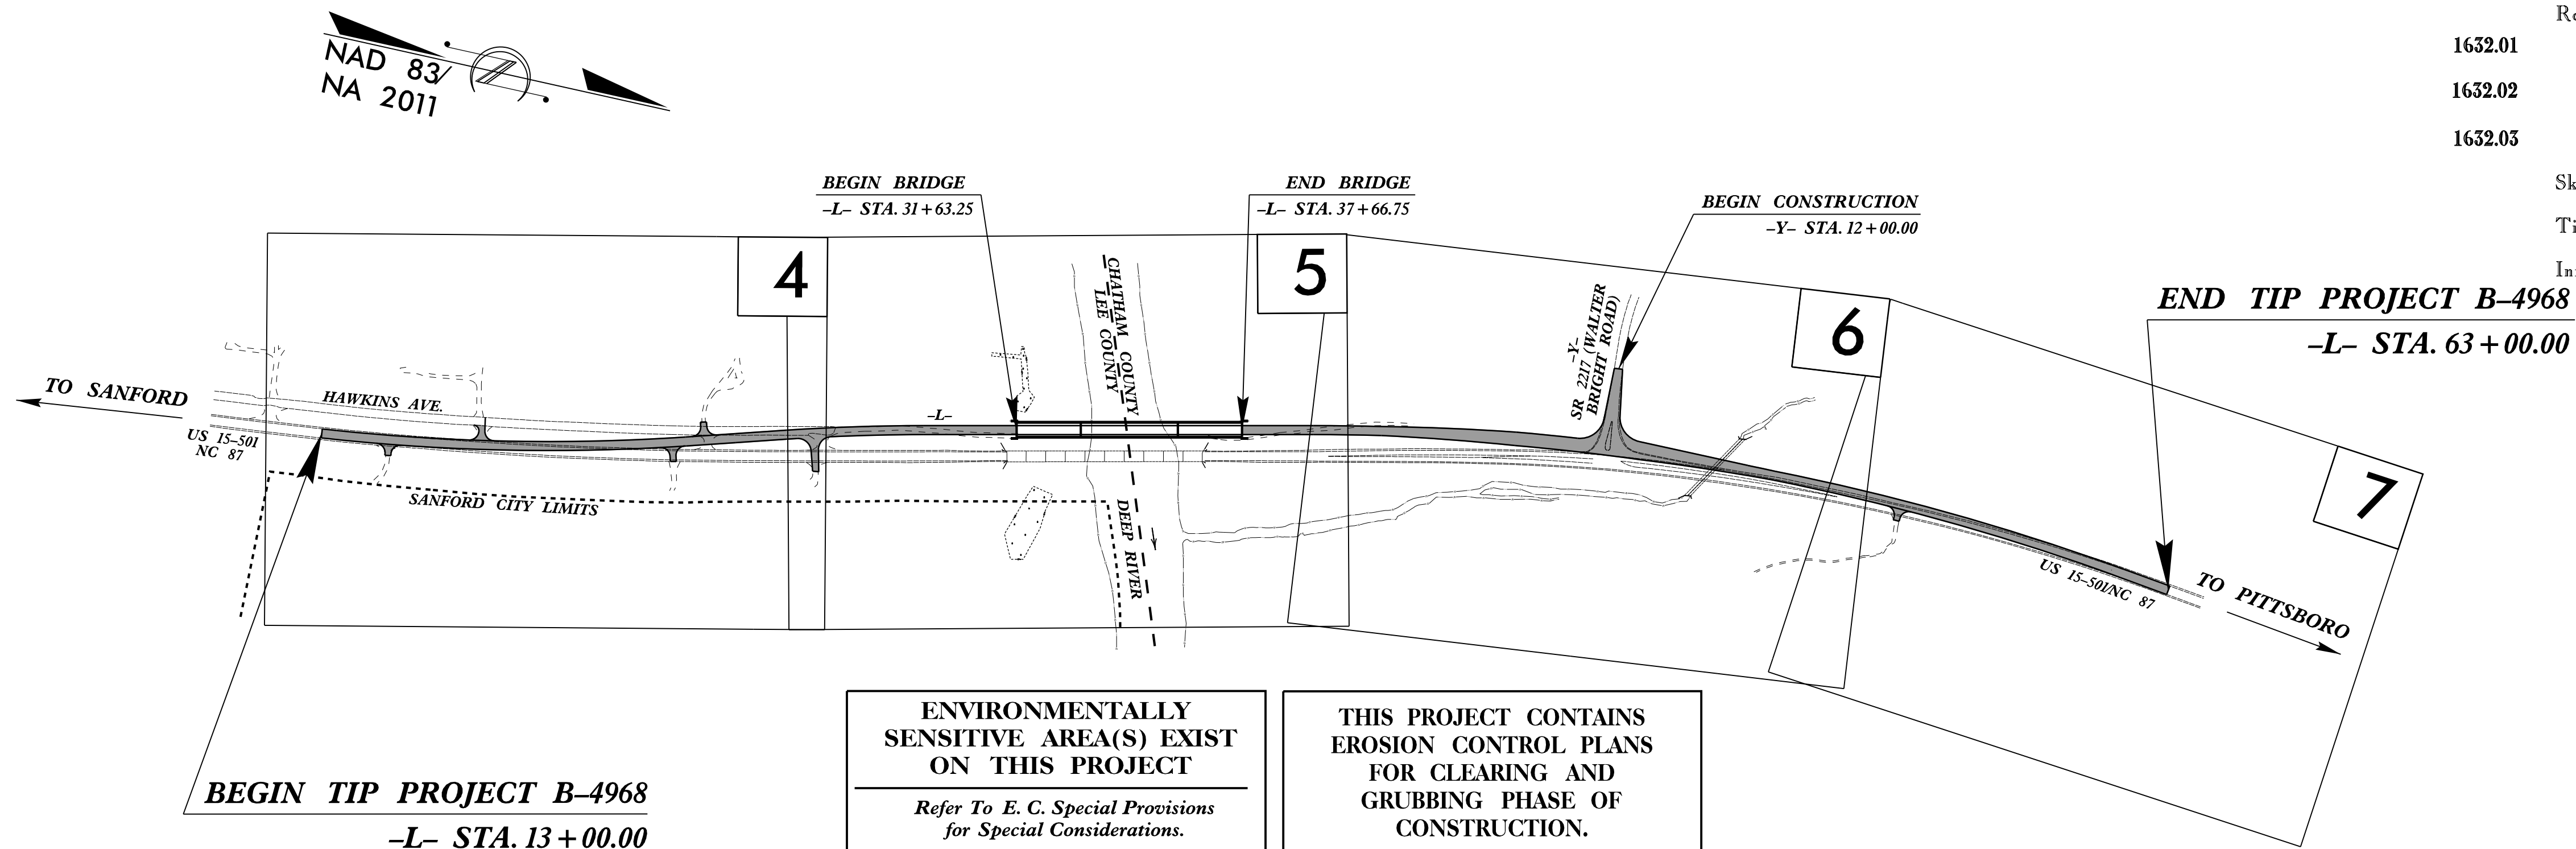 NAD 83/
NA 2011
1632.01
1632.02
1632.03
BEGIN BRIDGE
-L- STA. 31+63.25
END BRIDGE
-L- STA. 37+66.75
BEGIN CONSTRUCTION
-Y- STA. 12+00.00
END TIP PROJECT B-4968
-L- STA. 63+00.00
4
5
6
7
CHATHAM COUNTY
LEE COUNTY
-Y-
SR 2217 (WALTER
BRIGHT ROAD)
TO SANFORD
HAWKINS AVE.
-L-
US 15-501
NC 87
SANFORD CITY LIMITS
DEEP RIVER
US 15-501/NC 87
TO PITTSBORO
BEGIN TIP PROJECT B-4968
-L- STA. 13+00.00
ENVIRONMENTALLY
SENSITIVE AREA(S) EXIST
ON THIS PROJECT
Refer To E. C. Special Provisions
for Special Considerations.
THIS PROJECT CONTAINS
EROSION CONTROL PLANS
FOR CLEARING AND
GRUBBING PHASE OF
CONSTRUCTION.